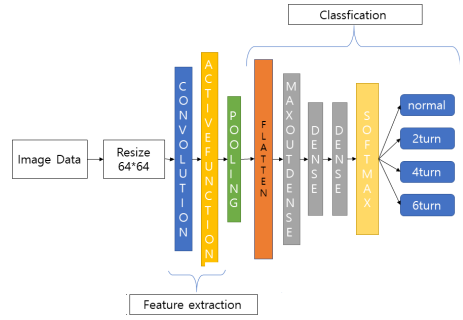 Classfication
Image Data
Resize
64*64
CONVOLUTION
ACTIVEFUNCTION
POOLING
FLATTEN
MAXOUTDENSE
DENSE
DENSE
SOFTMAX
normal
2turn
4turn
6turn
Feature extraction